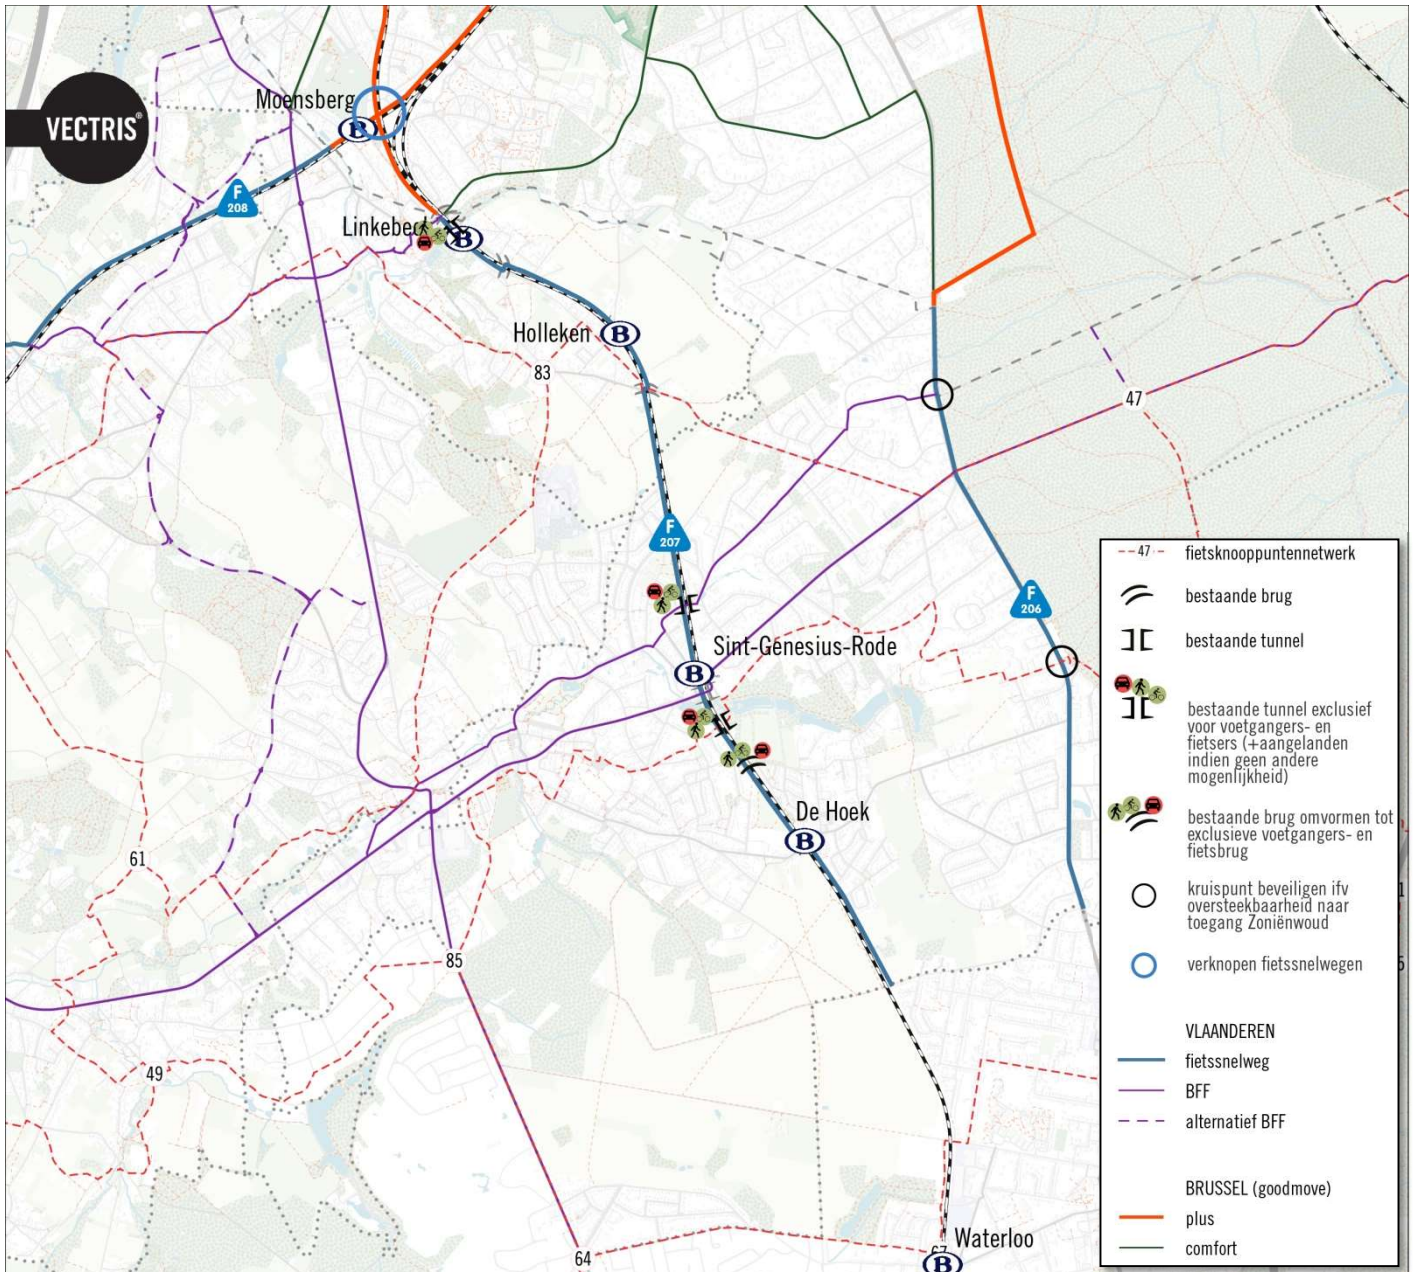 Moensberg
VECTRIS®
B
F
208
B
Holleken
B
83
47
F
207
F
206
Sint-Genesius-Rode
B
De Hoek
B
61
85
49
64
Waterloo
B
--47-- fietsknooppuntennetwerk
bestaande brug
bestaande tunnel
bestaande tunnel exclusief
voor voetgangers- en
fietsers (+aangelanden
indien geen andere
mogenlijkheid)
bestaande brug omvormen tot
exclusieve voetgangers- en
fietsbrug
kruispunt beveiligen ifv
oversteekbaarheid naar
toegang Zoniënwoud
verknopen fietssnelwegen
VLAANDEREN
fietssnelweg
BFF
alternatief BFF
BRUSSEL (goodmove)
plus
comfort